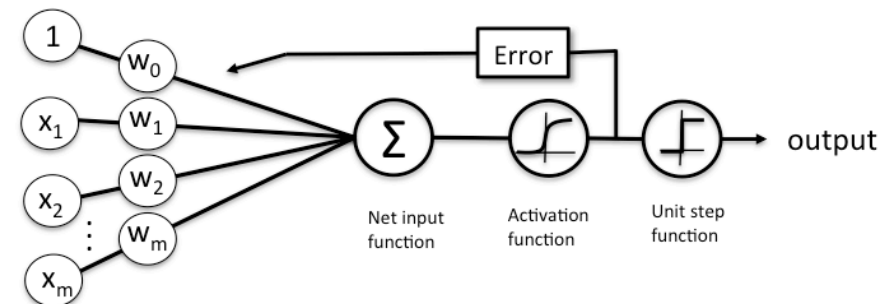 1
w₀
Error
x₁
w₁
Σ
output
x₂
w₂
⋮
wₘ
xₘ
Net input
function
Activation
function
Unit step
function